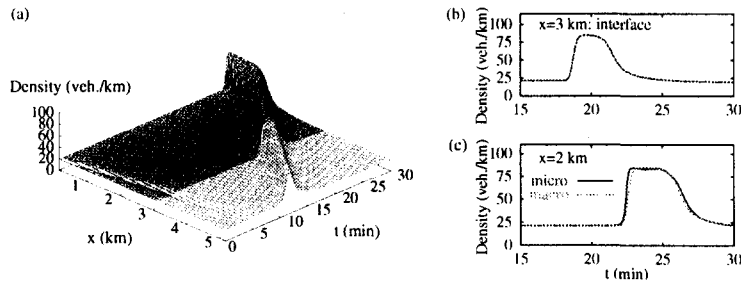 (a)
Density (veh./km)
100
80
60
40
20
0
1
2
3
4
5
x (km)
0
5
10
15
20
25
30
t (min)
(b)
x=3 km: interface
Density (veh./km)
100
75
50
25
0
15
20
25
30
(c)
x=2 km
micro
macro
Density (veh./km)
100
75
50
25
0
15
20
25
30
t (min)